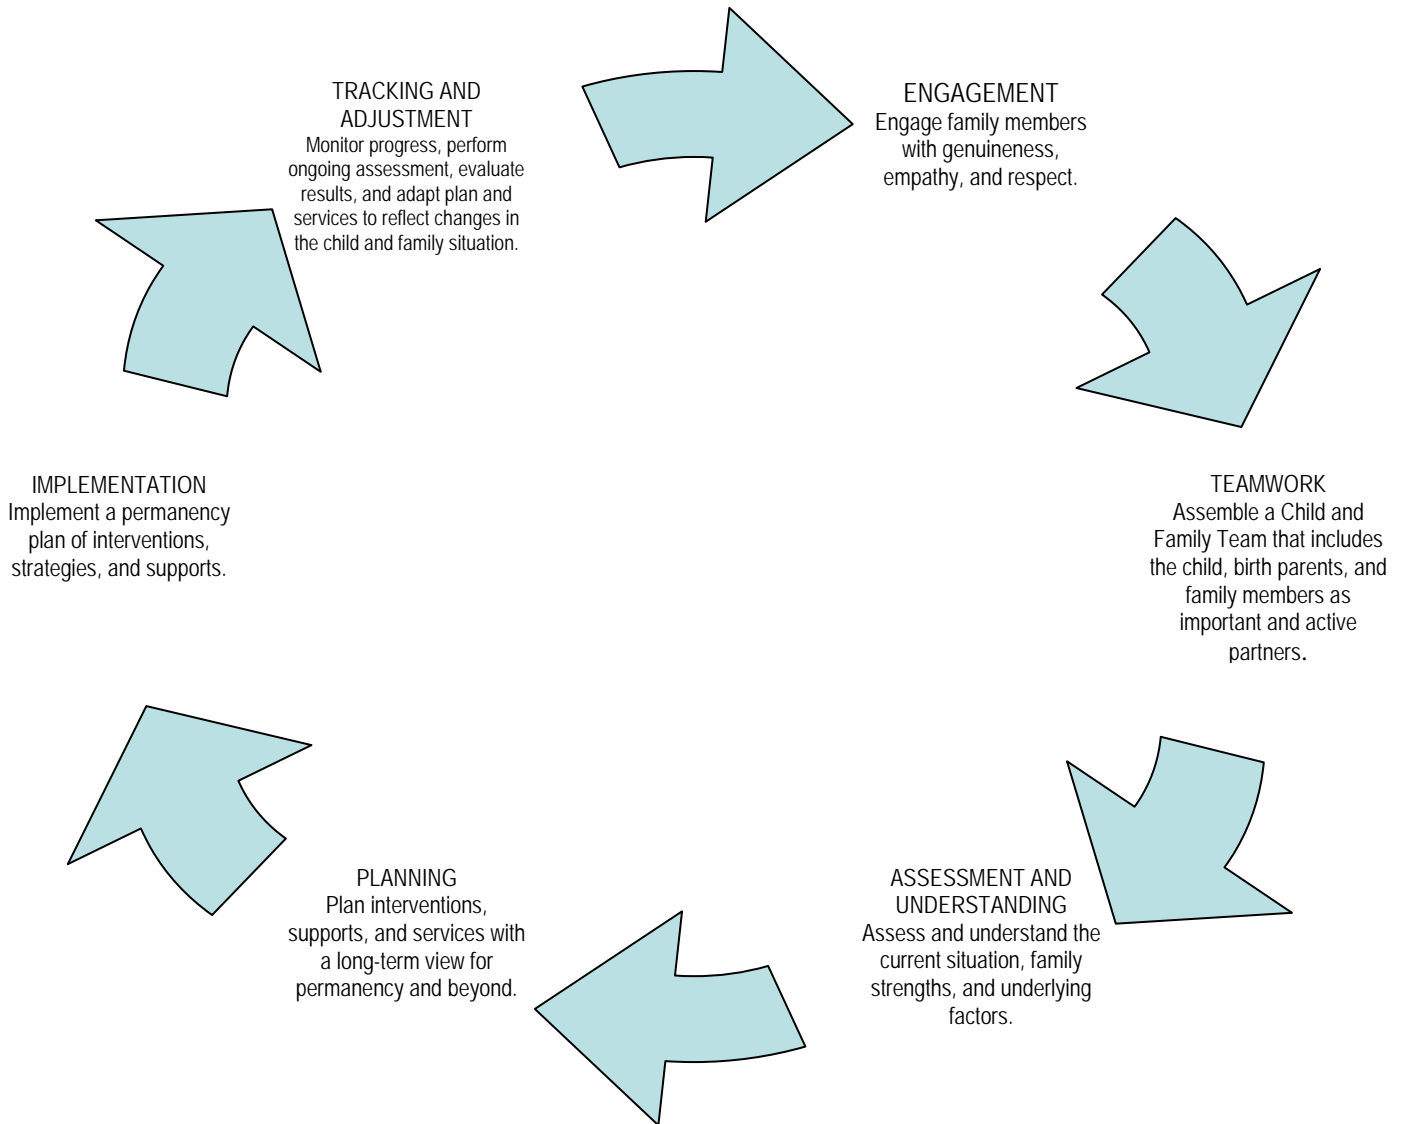 TRACKING AND
ADJUSTMENT
Monitor progress, perform
ongoing assessment, evaluate
results, and adapt plan and
services to reflect changes in
the child and family situation.
ENGAGEMENT
Engage family members
with genuineness,
empathy, and respect.
TEAMWORK
Assemble a Child and
Family Team that includes
the child, birth parents, and
family members as
important and active
partners.
ASSESSMENT AND
UNDERSTANDING
Assess and understand the
current situation, family
strengths, and underlying
factors.
PLANNING
Plan interventions,
supports, and services with
a long-term view for
permanency and beyond.
IMPLEMENTATION
Implement a permanency
plan of interventions,
strategies, and supports.